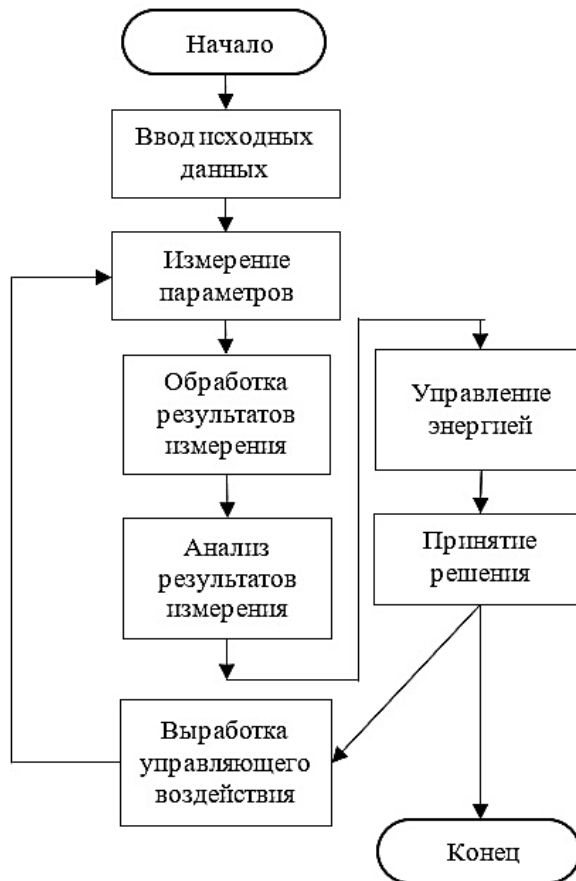 Начало
Ввод исходных
данных
Измерение
параметров
Обработка
результатов
измерения
Анализ
результатов
измерения
Управление
энергией
Принятие
решения
Выработка
управляющего
воздействия
Конец